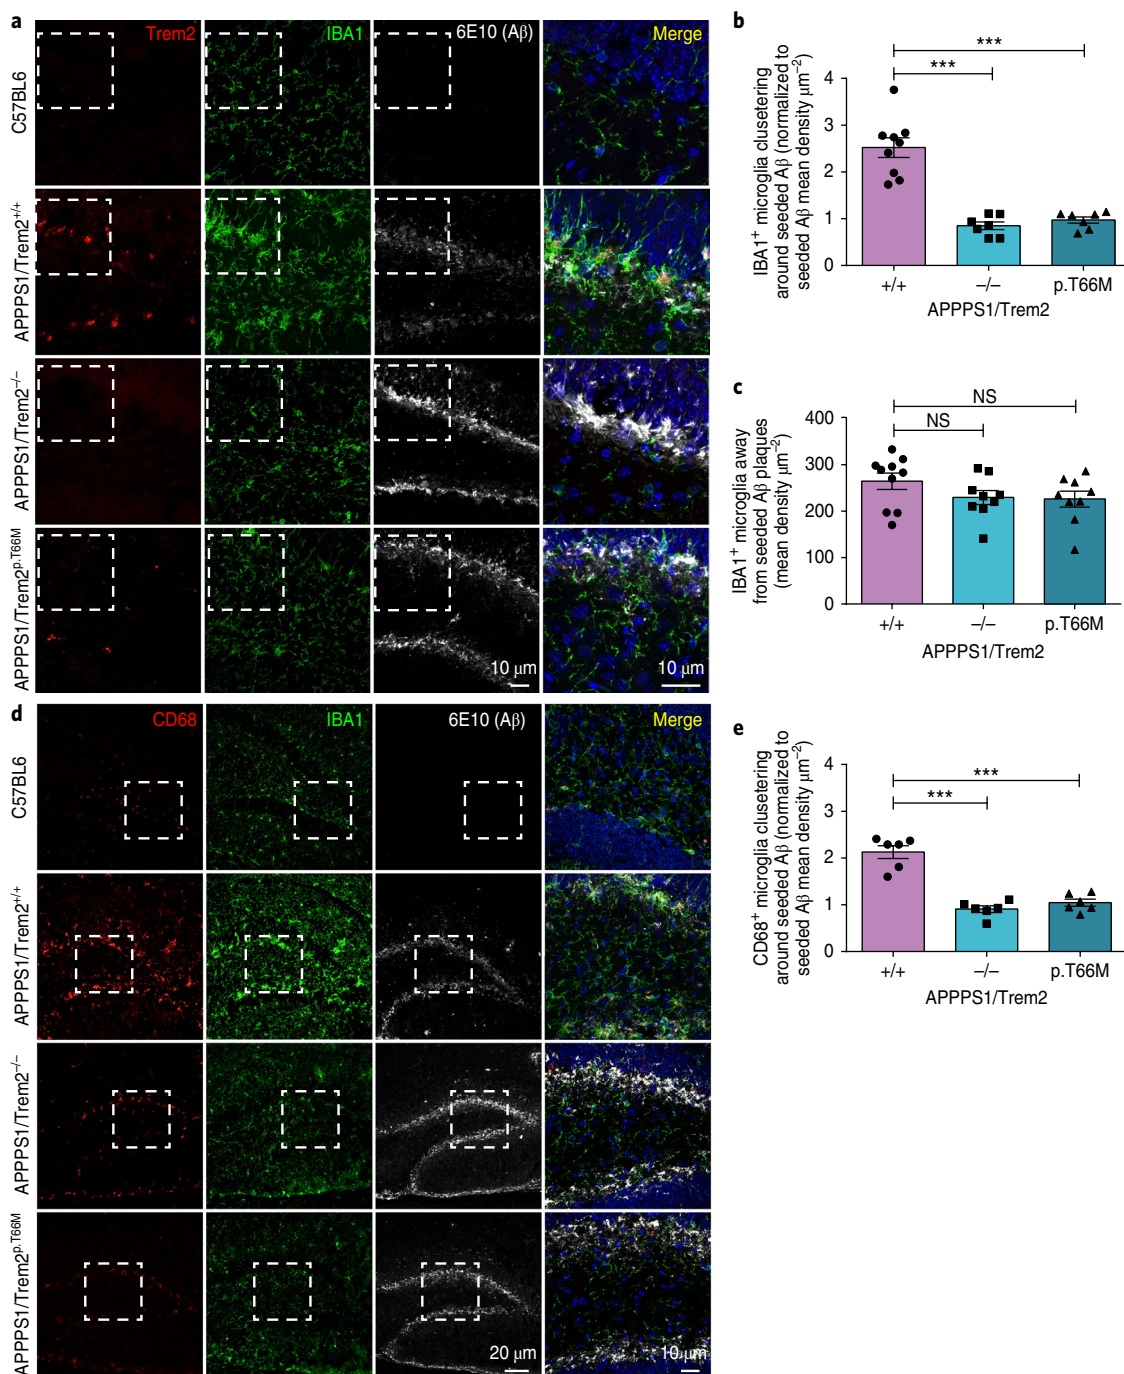 a
Trem2
IBA1
6E10 (Aβ)
Merge
C57BL6
APPPS1/Trem2+/+
APPPS1/Trem2−/−
APPPS1/Trem2p.T66M
10 μm
10 μm
b
IBA1+ microglia clusetering
around seeded Aβ (normalized to
seeded Aβ mean density μm−2)
4
3
2
1
0
***
***
+/+
−/−
p.T66M
APPPS1/Trem2
c
IBA1+ microglia away
from seeded Aβ plaques
(mean density μm−2)
400
300
200
100
0
NS
NS
+/+
−/−
p.T66M
APPPS1/Trem2
d
CD68
IBA1
6E10 (Aβ)
Merge
C57BL6
APPPS1/Trem2+/+
APPPS1/Trem2−/−
APPPS1/Trem2p.T66M
20 μm
10 μm
e
CD68+ microglia clusetering
around seeded Aβ (normalized to
seeded Aβ mean density μm−2)
4
3
2
1
0
***
***
+/+
−/−
p.T66M
APPPS1/Trem2